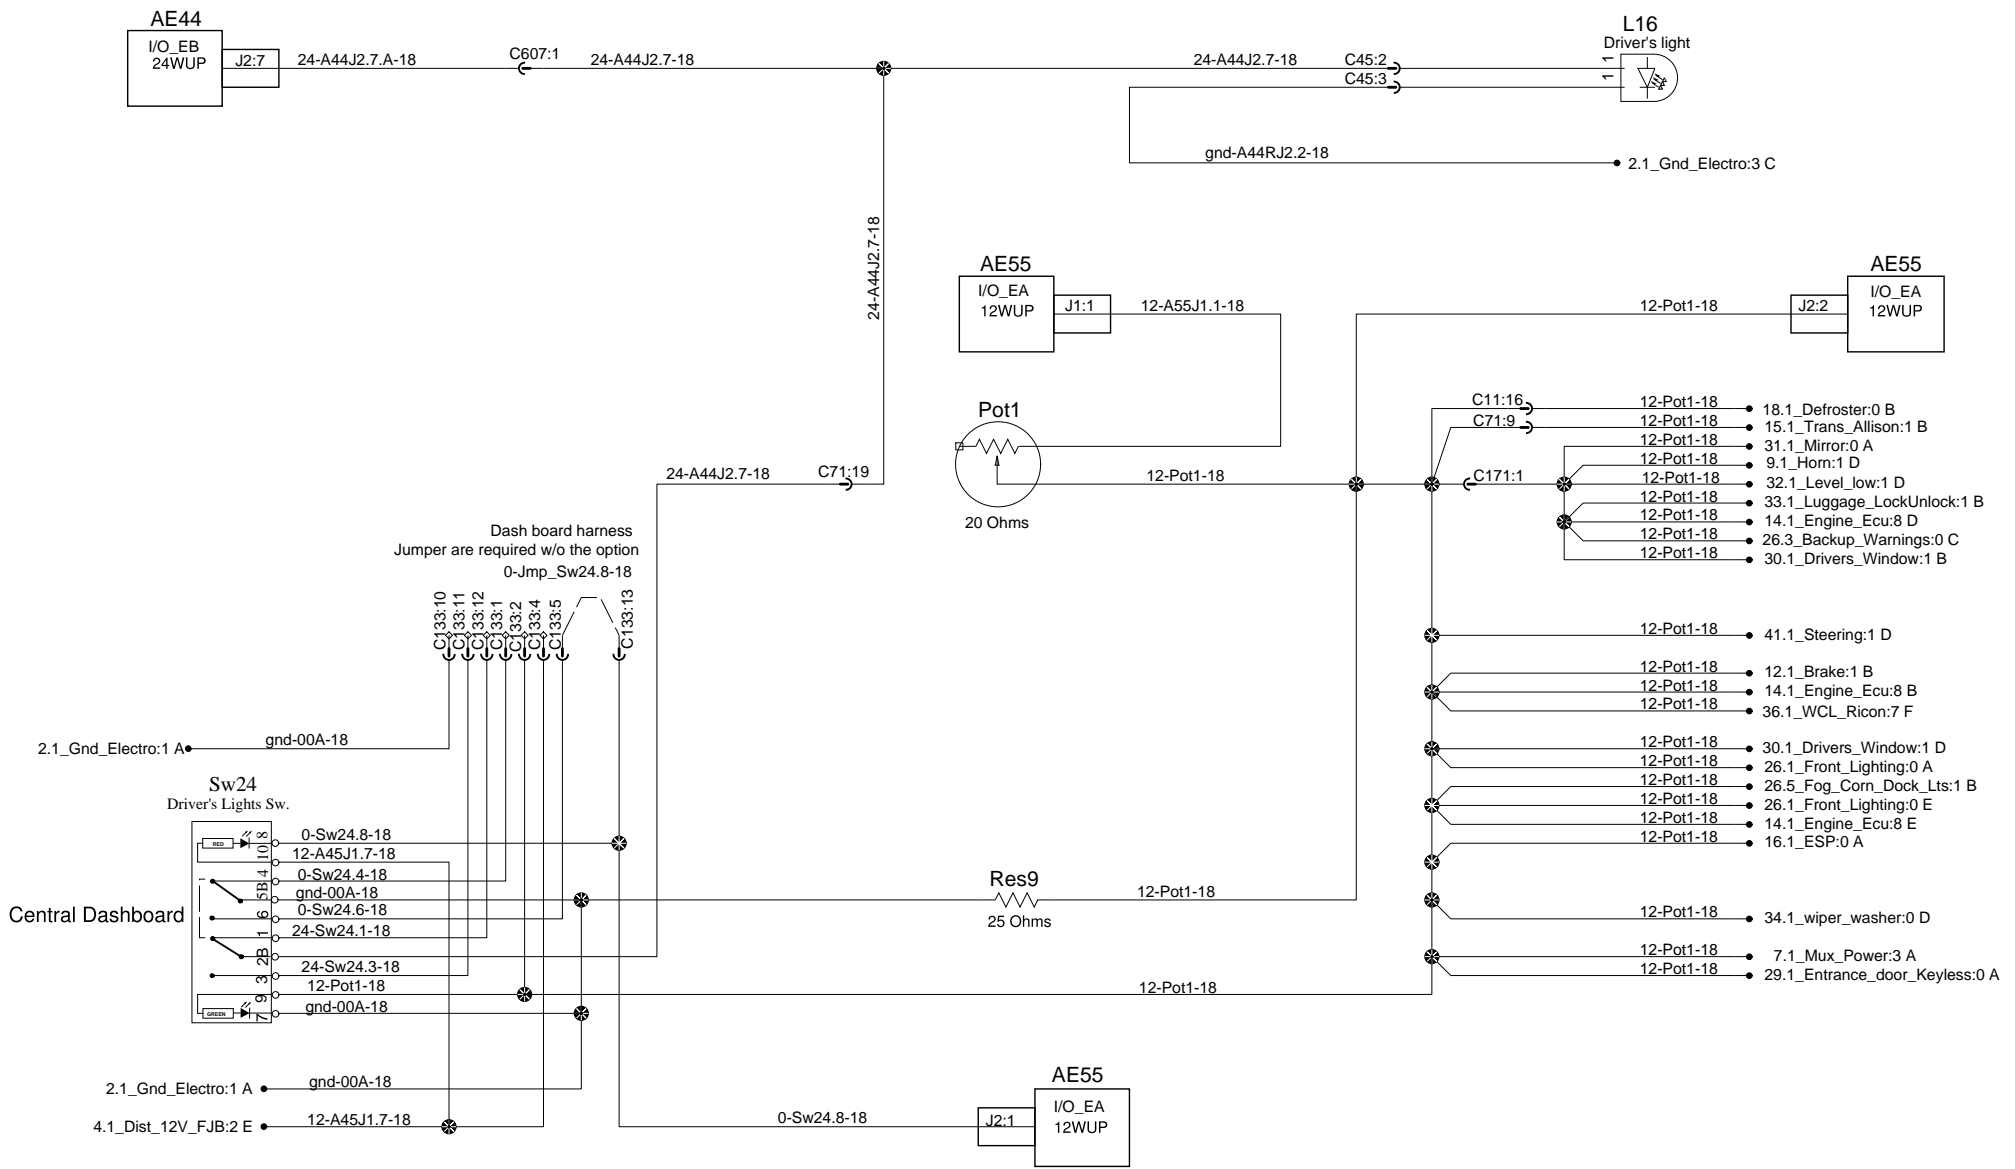 AE44
I/O_EB
24WUP
J2:7
24-A44J2.7.A-18
C607:1
24-A44J2.7-18
24-A44J2.7-18
C45:2
C45:3
1
1
L16
Driver's light
gnd-A44RJ2.2-18
2.1_Gnd_Electro:3 C
24-A44J2.7-18
AE55
I/O_EA
12WUP
J1:1
12-A55J1.1-18
12-Pot1-18
J2:2
AE55
I/O_EA
12WUP
Pot1
20 Ohms
12-Pot1-18
24-A44J2.7-18
C71:19
C11:16
C71:9
C171:1
12-Pot1-18
18.1_Defroster:0 B
12-Pot1-18
15.1_Trans_Allison:1 B
12-Pot1-18
31.1_Mirror:0 A
12-Pot1-18
9.1_Horn:1 D
12-Pot1-18
32.1_Level_low:1 D
12-Pot1-18
33.1_Luggage_LockUnlock:1 B
12-Pot1-18
14.1_Engine_Ecu:8 D
12-Pot1-18
26.3_Backup_Warnings:0 C
12-Pot1-18
30.1_Drivers_Window:1 B
Dash board harness
Jumper are required w/o the option
0-Jmp_Sw24.8-18
C133:10
C133:11
C133:12
C133:1
C133:2
C133:4
C133:5
C133:13
12-Pot1-18
41.1_Steering:1 D
12-Pot1-18
12.1_Brake:1 B
12-Pot1-18
14.1_Engine_Ecu:8 B
12-Pot1-18
36.1_WCL_Ricon:7 F
12-Pot1-18
30.1_Drivers_Window:1 D
12-Pot1-18
26.1_Front_Lighting:0 A
12-Pot1-18
26.5_Fog_Corn_Dock_Lts:1 B
12-Pot1-18
26.1_Front_Lighting:0 E
12-Pot1-18
14.1_Engine_Ecu:8 E
12-Pot1-18
16.1_ESP:0 A
12-Pot1-18
34.1_wiper_washer:0 D
12-Pot1-18
7.1_Mux_Power:3 A
12-Pot1-18
29.1_Entrance_door_Keyless:0 A
2.1_Gnd_Electro:1 A
gnd-00A-18
Sw24
Driver's Lights Sw.
Central Dashboard
RED
8
0-Sw24.8-18
10
12-A45J1.7-18
4
0-Sw24.4-18
5B
gnd-00A-18
6
0-Sw24.6-18
1
24-Sw24.1-18
2B
3
24-Sw24.3-18
9
12-Pot1-18
GREEN
7
gnd-00A-18
Res9
25 Ohms
12-Pot1-18
12-Pot1-18
2.1_Gnd_Electro:1 A
gnd-00A-18
4.1_Dist_12V_FJB:2 E
12-A45J1.7-18
0-Sw24.8-18
J2:1
AE55
I/O_EA
12WUP